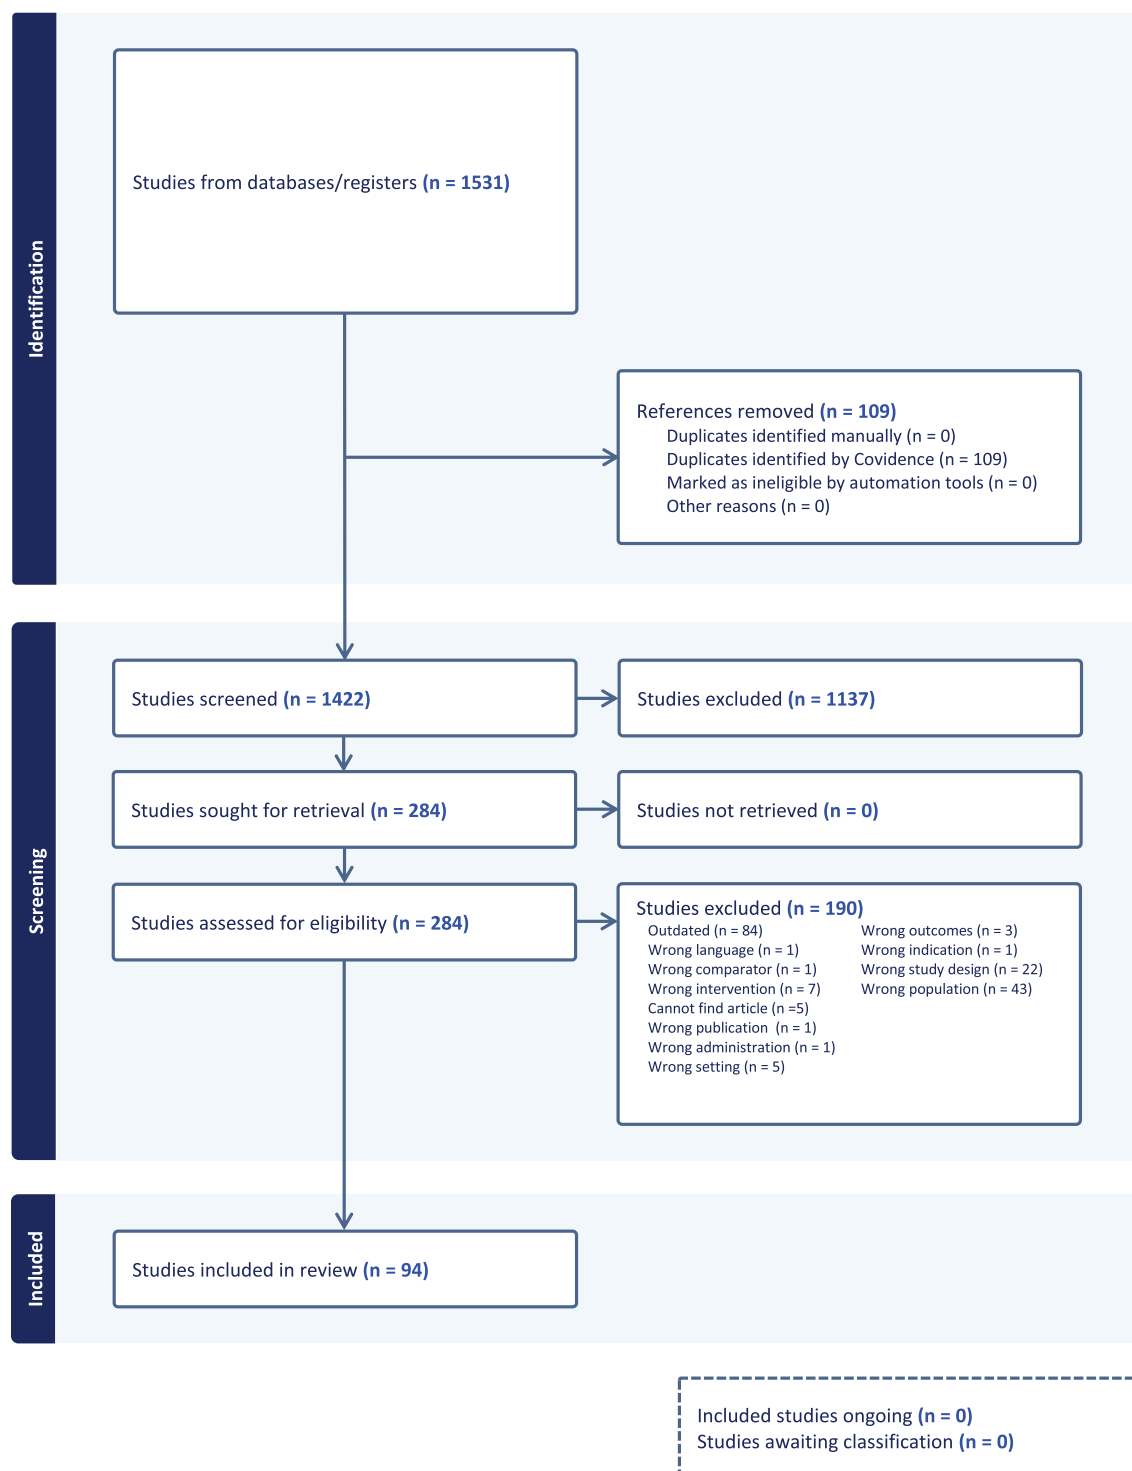 Identification
Studies from databases/registers (n = 1531)
References removed (n = 109)
Duplicates identified manually (n = 0)
Duplicates identified by Covidence (n = 109)
Marked as ineligible by automation tools (n = 0)
Other reasons (n = 0)
Screening
Studies screened (n = 1422)
Studies excluded (n = 1137)
Studies sought for retrieval (n = 284)
Studies not retrieved (n = 0)
Studies assessed for eligibility (n = 284)
Studies excluded (n = 190)
Outdated (n = 84)
Wrong language (n = 1)
Wrong comparator (n = 1)
Wrong intervention (n = 7)
Cannot find article (n =5)
Wrong publication  (n = 1)
Wrong administration (n = 1)
Wrong setting (n = 5)
Wrong outcomes (n = 3)
Wrong indication (n = 1)
Wrong study design (n = 22)
Wrong population (n = 43)
Included
Studies included in review (n = 94)
Included studies ongoing (n = 0)
Studies awaiting classification (n = 0)